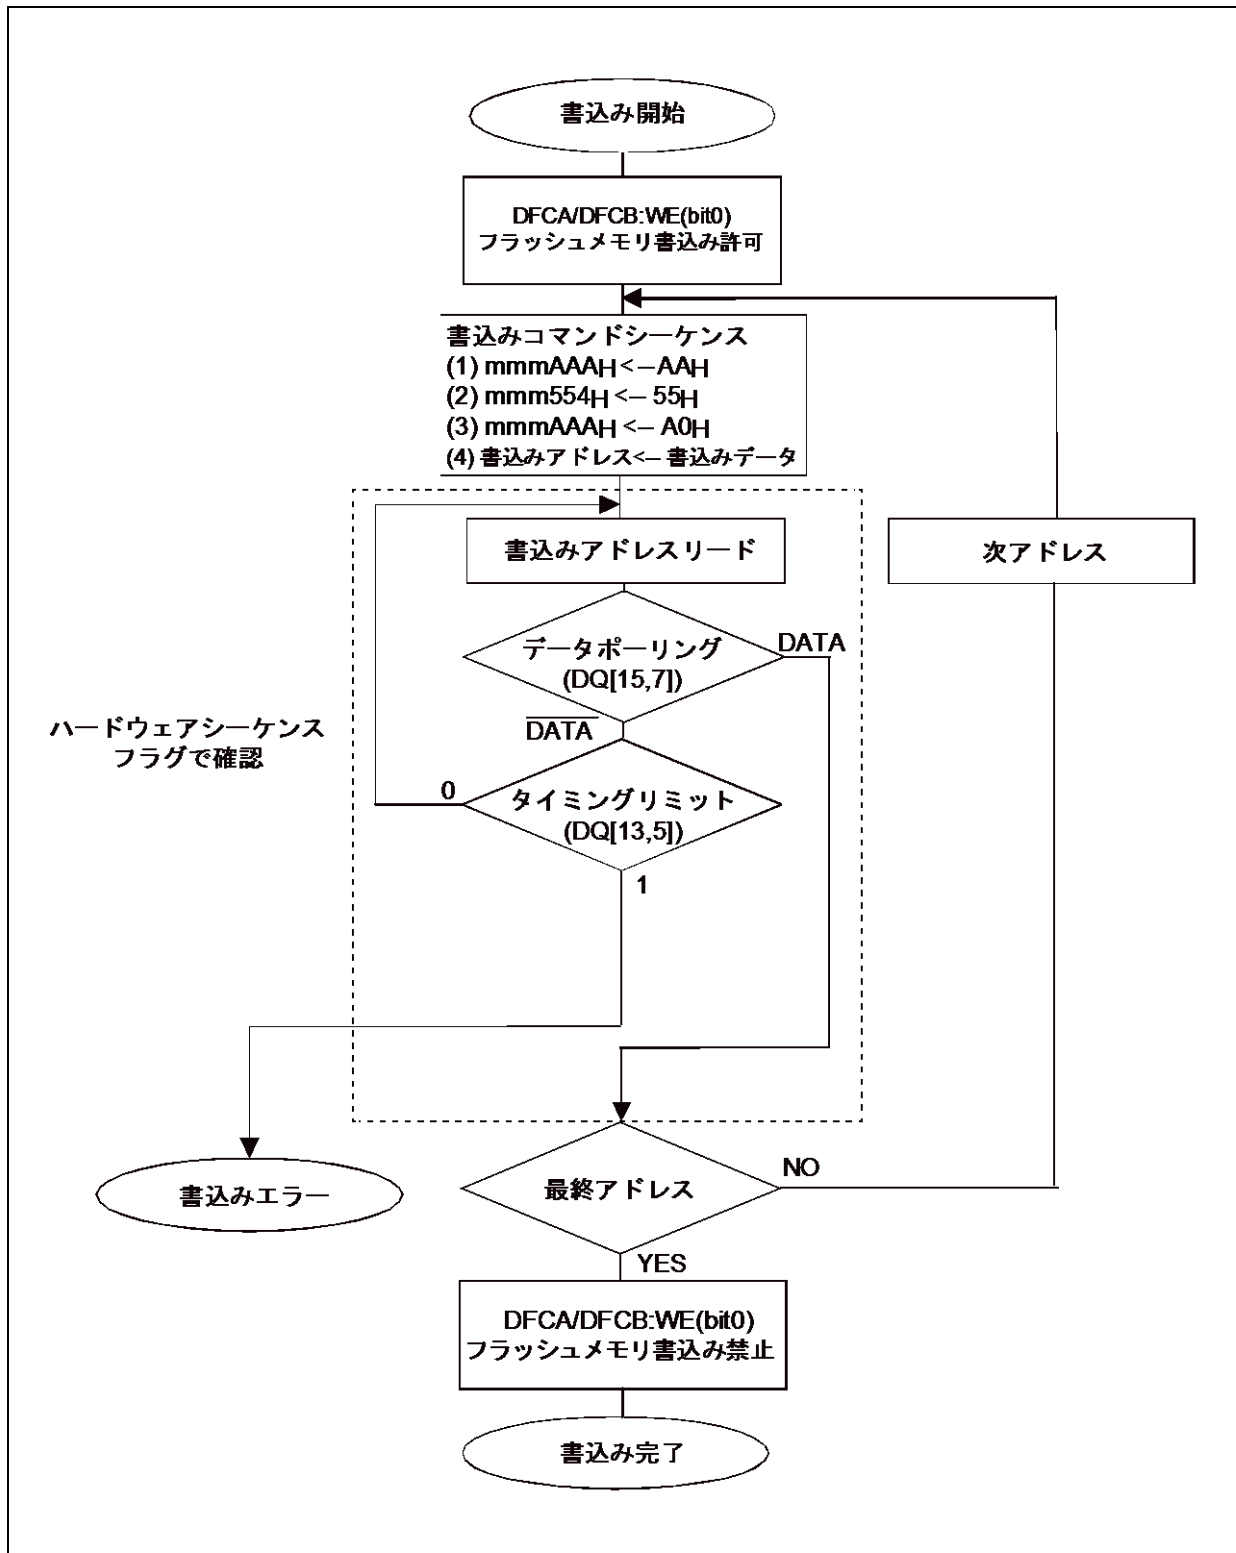 書込み開始
DFCA/DFCB:WE(bit0)
フラッシュメモリ書込み許可
書込みコマンドシーケンス
(1) mmmAAAH <– AAH
(2) mmm554H <– 55H
(3) mmmAAAH <– A0H
(4) 書込みアドレス<– 書込みデータ
書込みアドレスリード
次アドレス
データポーリング
(DQ[15,7])
DATA
D̅A̅T̅A̅
ハードウェアシーケンス
フラグで確認
0
タイミングリミット
(DQ[13,5])
1
書込みエラー
最終アドレス
NO
YES
DFCA/DFCB:WE(bit0)
フラッシュメモリ書込み禁止
書込み完了